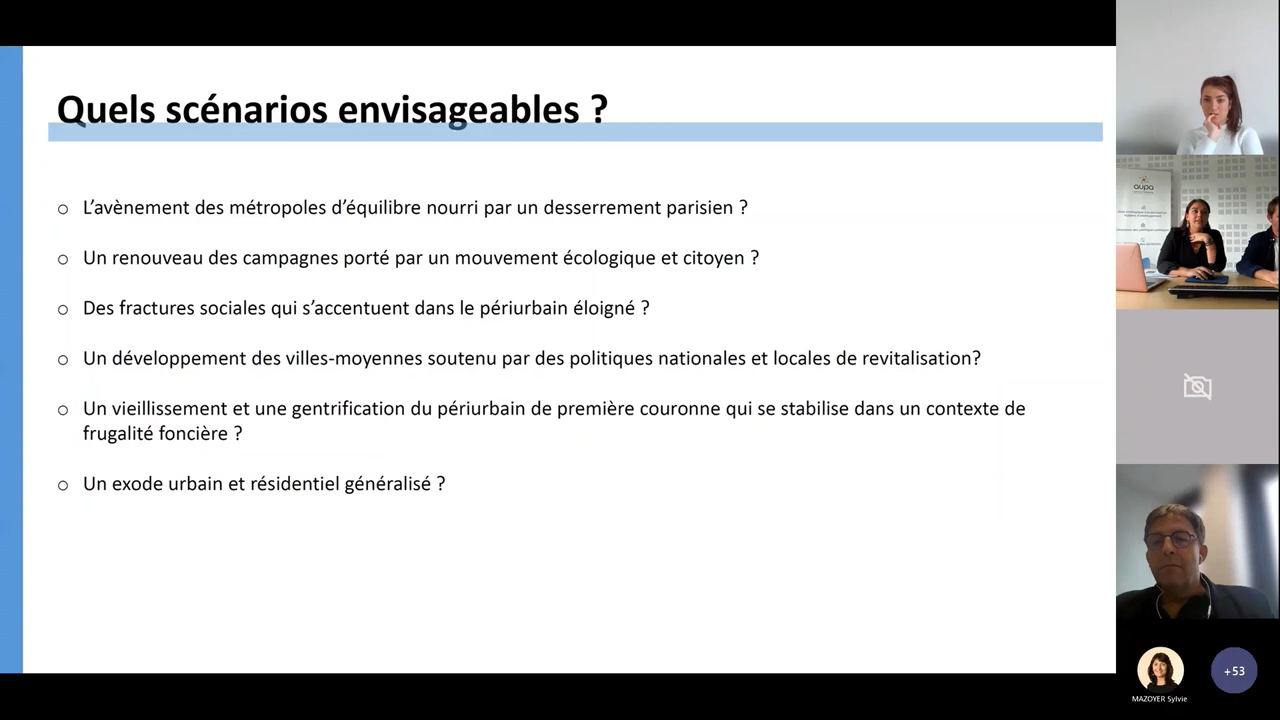 Quels scénarios envisageables ?
o L’avènement des métropoles d’équilibre nourri par un desserrement parisien ?
o Un renouveau des campagnes porté par un mouvement écologique et citoyen ?
o Des fractures sociales qui s’accentuent dans le périurbain éloigné ?
o Un développement des villes-moyennes soutenu par des politiques nationales et locales de revitalisation?
o Un vieillissement et une gentrification du périurbain de première couronne qui se stabilise dans un contexte de
frugalité foncière ?
o Un exode urbain et résidentiel généralisé ?
aupa
+53
MAZOYER Sylvie